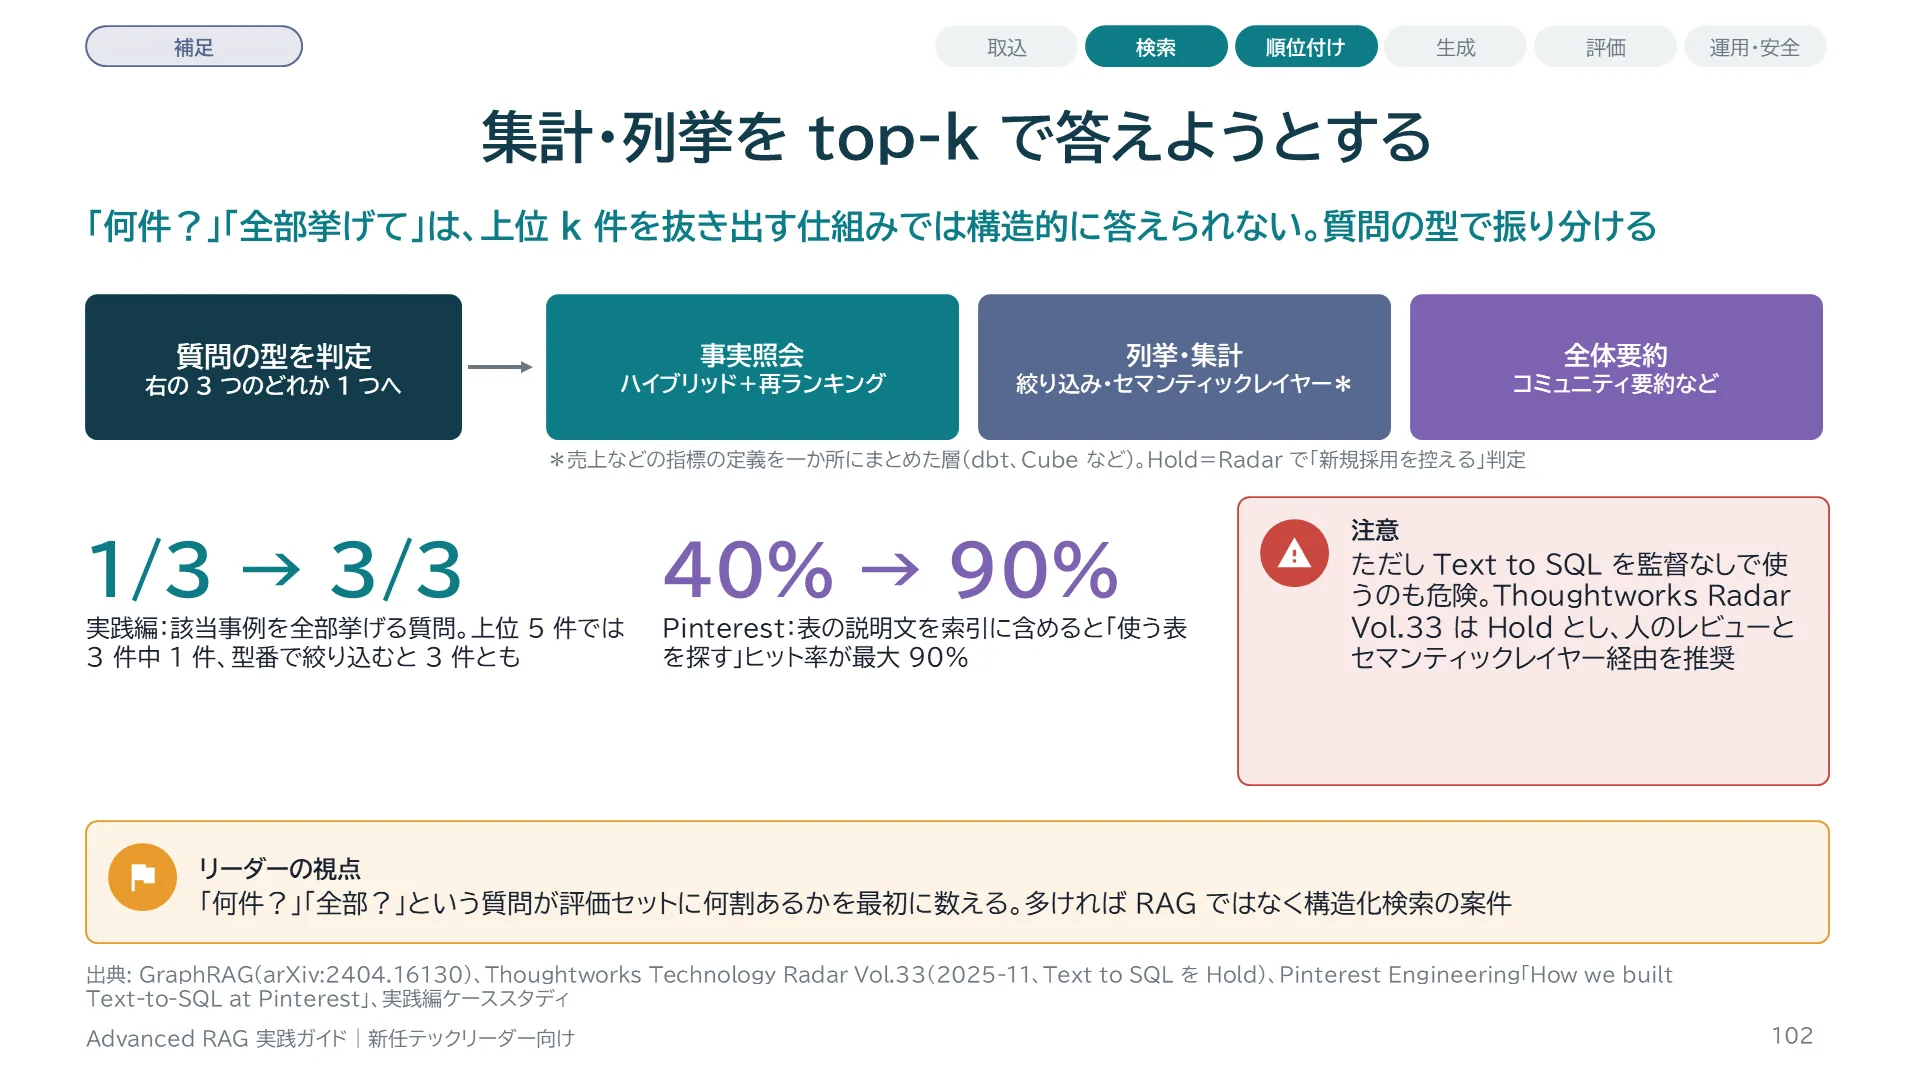 補足
取込
検索
順位付け
生成
評価
運用・安全
集計・列挙を top-k で答えようとする
「何件？」「全部挙げて」は、上位 k 件を抜き出す仕組みでは構造的に答えられない。質問の型で振り分ける
質問の型を判定
右の 3 つのどれか 1 つへ
事実照会
ハイブリッド＋再ランキング
列挙・集計
絞り込み・セマンティックレイヤー＊
全体要約
コミュニティ要約など
＊売上などの指標の定義を一か所にまとめた層（dbt、Cube など）。Hold＝Radar で「新規採用を控える」判定
1/3 → 3/3
実践編：該当事例を全部挙げる質問。上位 5 件では
3 件中 1 件、型番で絞り込むと 3 件とも
40% → 90%
Pinterest：表の説明文を索引に含めると「使う表
を探す」ヒット率が最大 90%
注意
ただし Text to SQL を監督なしで使
うのも危険。Thoughtworks Radar
Vol.33 は Hold とし、人のレビューと
セマンティックレイヤー経由を推奨
リーダーの視点
「何件？」「全部？」という質問が評価セットに何割あるかを最初に数える。多ければ RAG ではなく構造化検索の案件
出典: GraphRAG（arXiv:2404.16130）、Thoughtworks Technology Radar Vol.33（2025-11、Text to SQL を Hold）、Pinterest Engineering「How we built
Text-to-SQL at Pinterest」、実践編ケーススタディ
Advanced RAG 実践ガイド｜新任テックリーダー向け
102